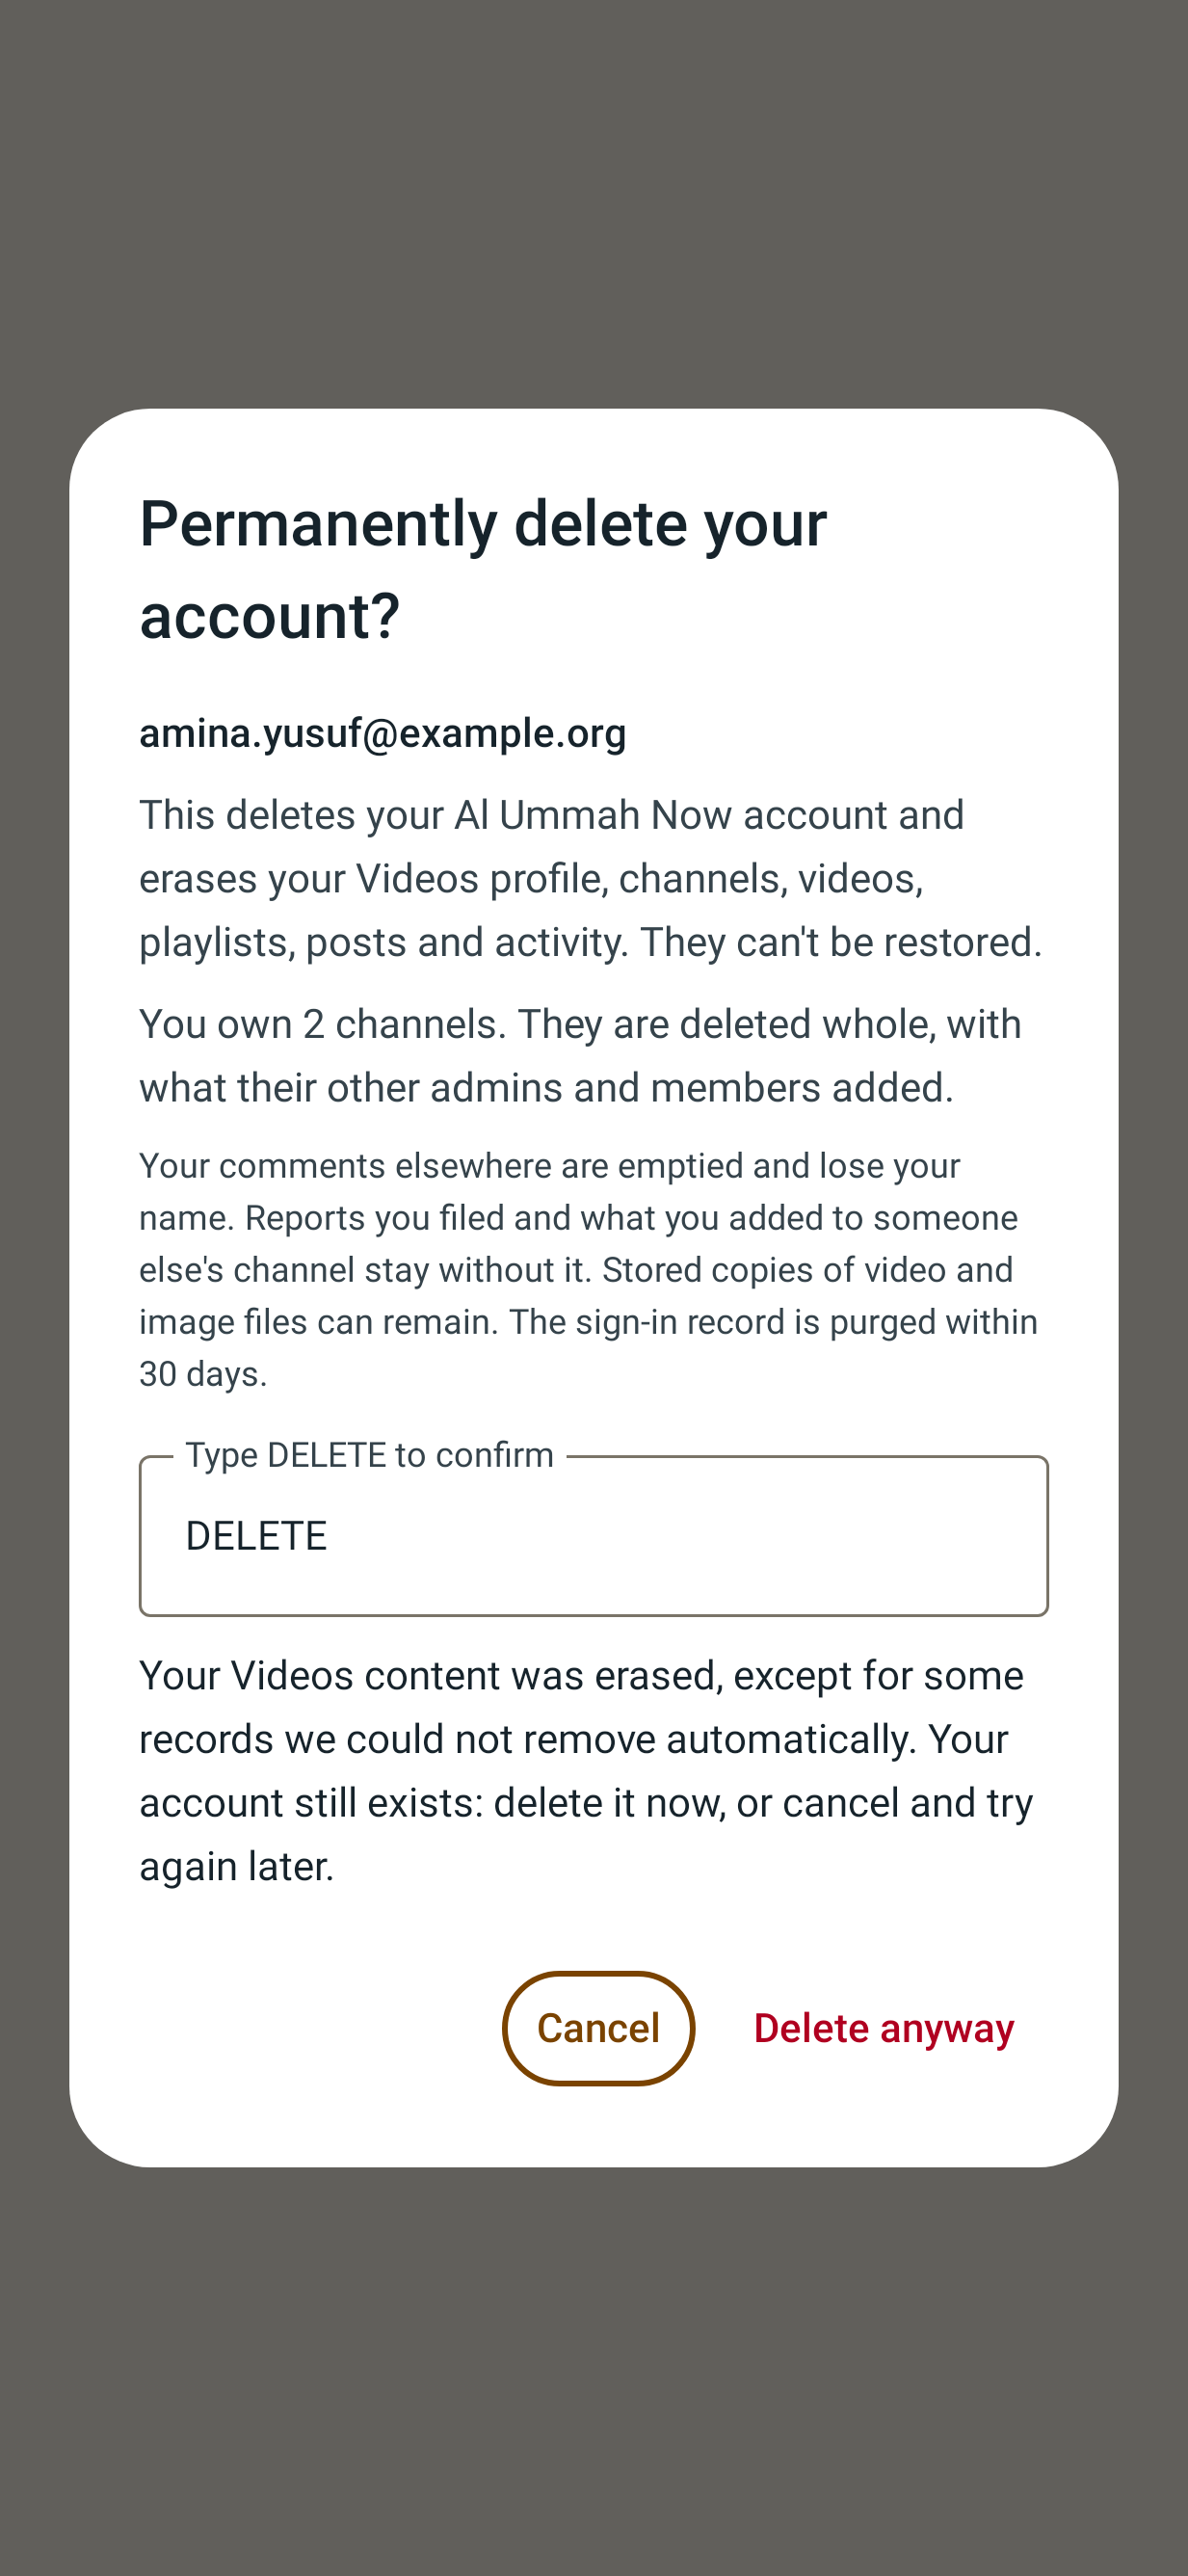 Permanently delete your
account?
amina.yusuf@example.org
This deletes your Al Ummah Now account and
erases your Videos profile, channels, videos,
playlists, posts and activity. They can't be restored.
You own 2 channels. They are deleted whole, with
what their other admins and members added.
Your comments elsewhere are emptied and lose your
name. Reports you filed and what you added to someone
else's channel stay without it. Stored copies of video and
image files can remain. The sign-in record is purged within
30 days.
Type DELETE to confirm
DELETE
Your Videos content was erased, except for some
records we could not remove automatically. Your
account still exists: delete it now, or cancel and try
again later.
Cancel Delete anyway